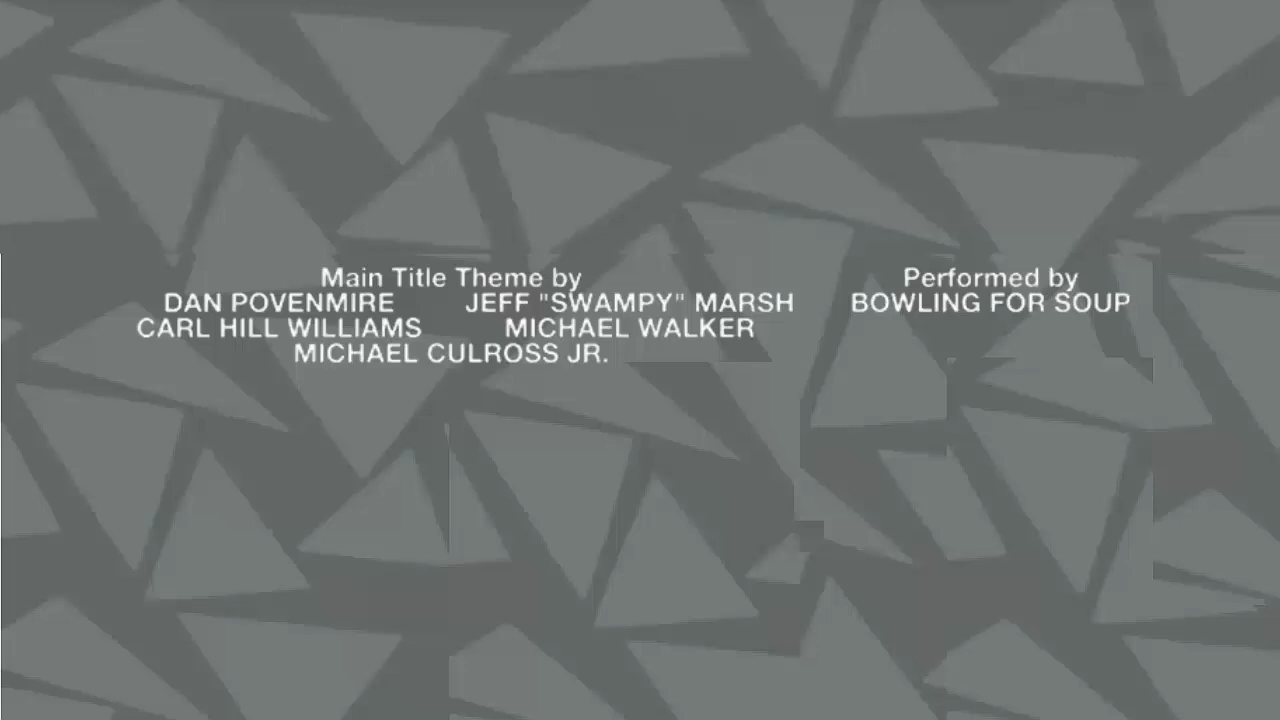 Main Title Theme by
DAN POVENMIRE JEFF "SWAMPY" MARSH
CARL HILL WILLIAMS MICHAEL WALKER
MICHAEL CULROSS JR.
Performed by
BOWLING FOR SOUP